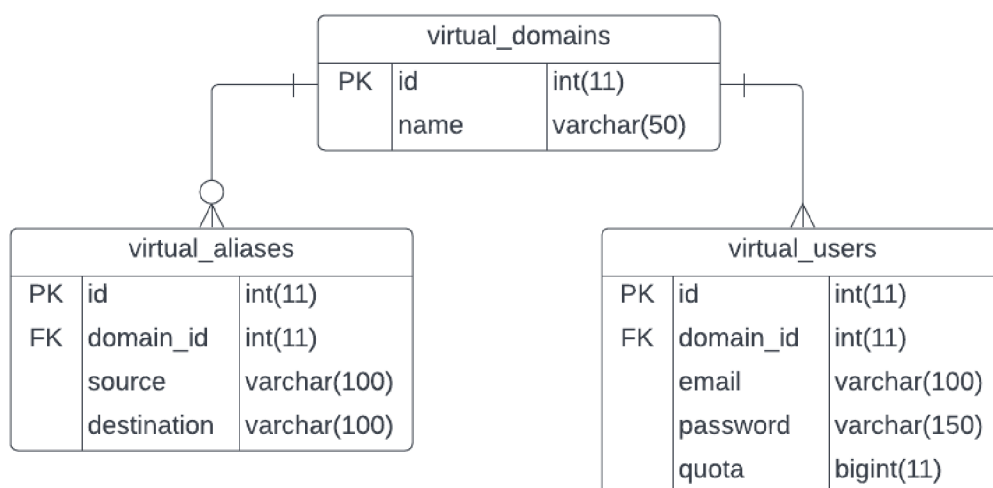 virtual_domains
PK id int(11)
name varchar(50)
virtual_aliases
PK id int(11)
FK domain_id int(11)
source varchar(100)
destination varchar(100)
virtual_users
PK id int(11)
FK domain_id int(11)
email varchar(100)
password varchar(150)
quota bigint(11)